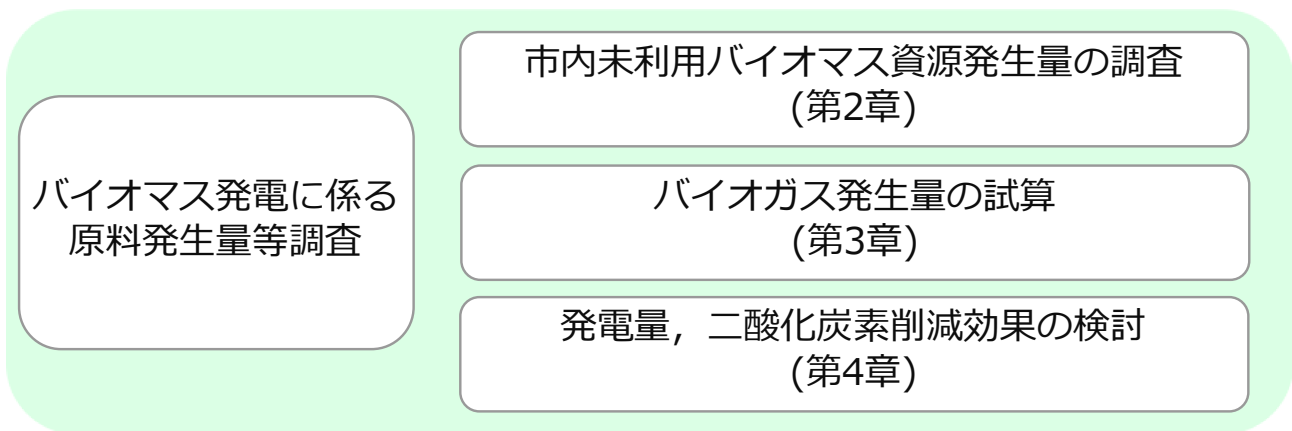 バイオマス発電に係る
原料発生量等調査
市内未利用バイオマス資源発生量の調査
(第2章)
バイオガス発生量の試算
(第3章)
発電量，二酸化炭素削減効果の検討
(第4章)